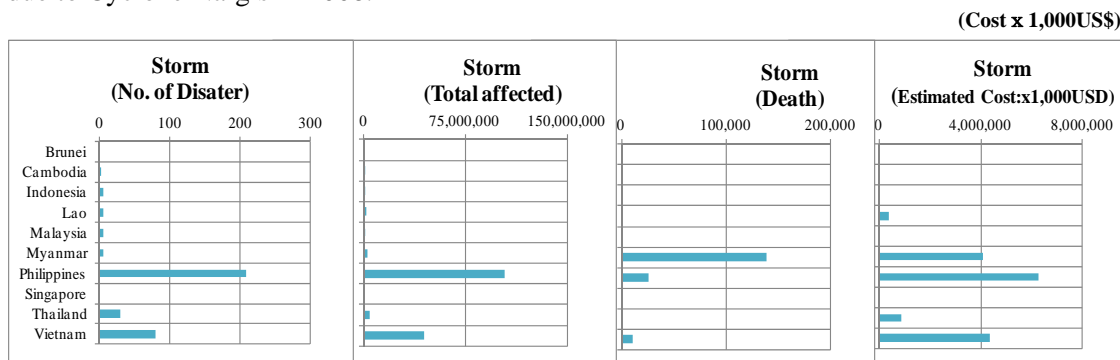 (Cost x 1,000US$)
Storm
(No. of Disater)
Storm
(Total affected)
Storm
(Death)
Storm
(Estimated Cost:x1,000USD)
0 100 200 300
0 75,000,000 150,000,000
0 100,000 200,000
0 4,000,000 8,000,000
Brunei
Cambodia
Indonesia
Lao
Malaysia
Myanmar
Philippines
Singapore
Thailand
Vietnam